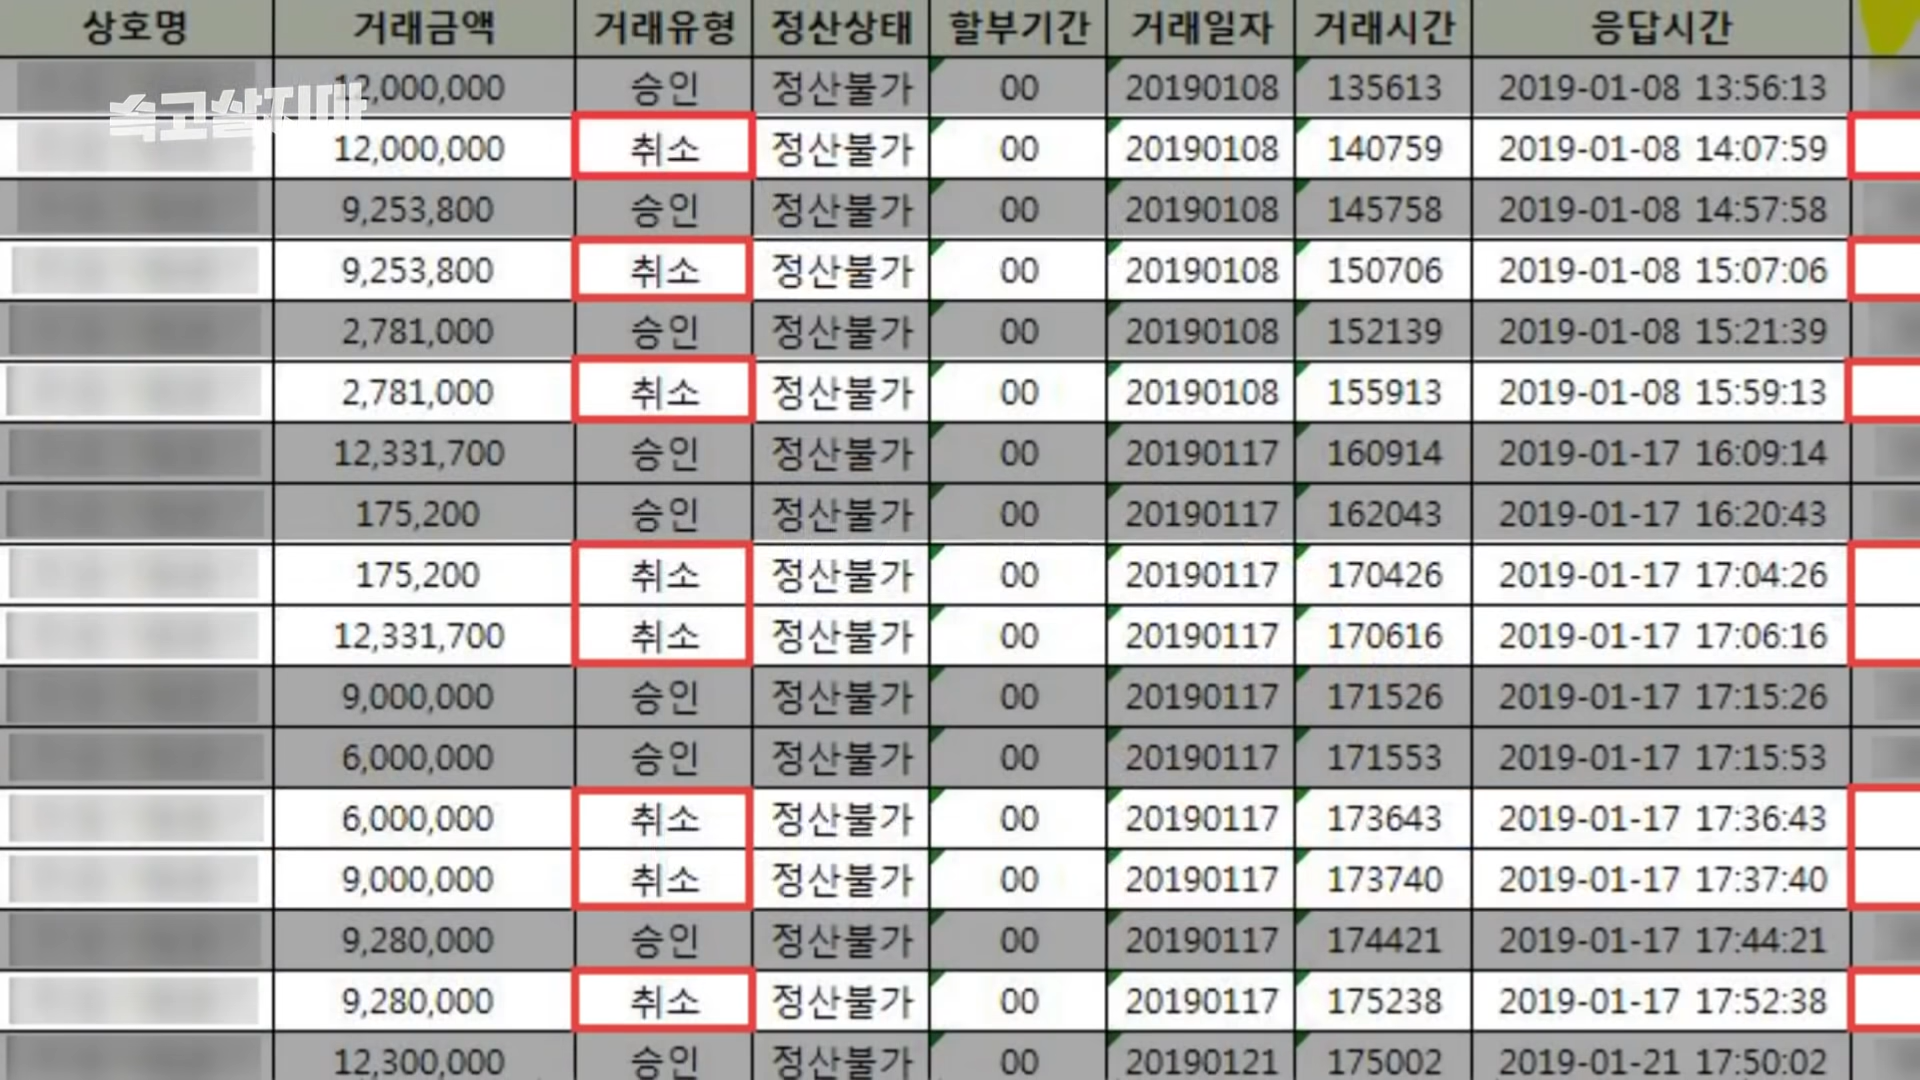 상호명 거래금액 거래유형 정산상태 할부기간 거래일자 거래시간 응답시간
12,000,000 승인 정산불가 00 20190108 135613 2019-01-08 13:56:13
속고살지마
12,000,000 취소 정산불가 00 20190108 140759 2019-01-08 14:07:59
9,253,800 승인 정산불가 00 20190108 145758 2019-01-08 14:57:58
9,253,800 취소 정산불가 00 20190108 150706 2019-01-08 15:07:06
2,781,000 승인 정산불가 00 20190108 152139 2019-01-08 15:21:39
2,781,000 취소 정산불가 00 20190108 155913 2019-01-08 15:59:13
12,331,700 승인 정산불가 00 20190117 160914 2019-01-17 16:09:14
175,200 승인 정산불가 00 20190117 162043 2019-01-17 16:20:43
175,200 취소 정산불가 00 20190117 170426 2019-01-17 17:04:26
12,331,700 취소 정산불가 00 20190117 170616 2019-01-17 17:06:16
9,000,000 승인 정산불가 00 20190117 171526 2019-01-17 17:15:26
6,000,000 승인 정산불가 00 20190117 171553 2019-01-17 17:15:53
6,000,000 취소 정산불가 00 20190117 173643 2019-01-17 17:36:43
9,000,000 취소 정산불가 00 20190117 173740 2019-01-17 17:37:40
9,280,000 승인 정산불가 00 20190117 174421 2019-01-17 17:44:21
9,280,000 취소 정산불가 00 20190117 175238 2019-01-17 17:52:38
12,300,000 승인 정산불가 00 20190121 175002 2019-01-21 17:50:02